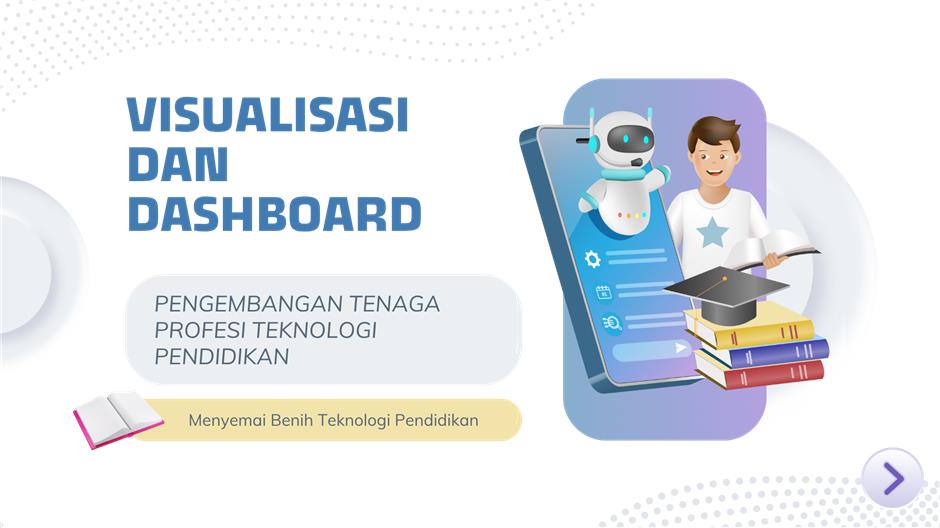 VISUALISASI
DAN
DASHBOARD
PENGEMBANGAN TENAGA
PROFESI TEKNOLOGI
PENDIDIKAN
Menyemai Benih Teknologi Pendidikan